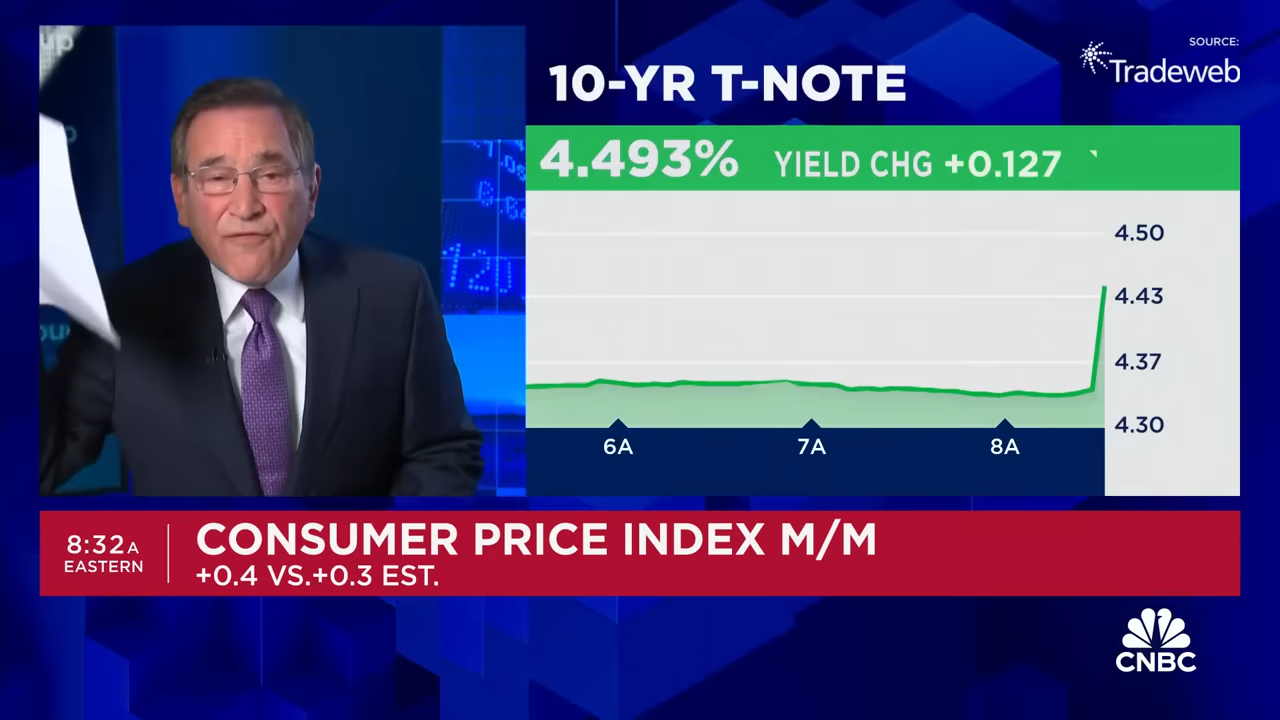 up
SOURCE:
Tradeweb
10-YR T-NOTE
4.493% YIELD CHG +0.127
4.50
4.43
4.37
4.30
6A 7A 8A
8:32A
EASTERN
CONSUMER PRICE INDEX M/M
+0.4 VS.+0.3 EST.
CNBC